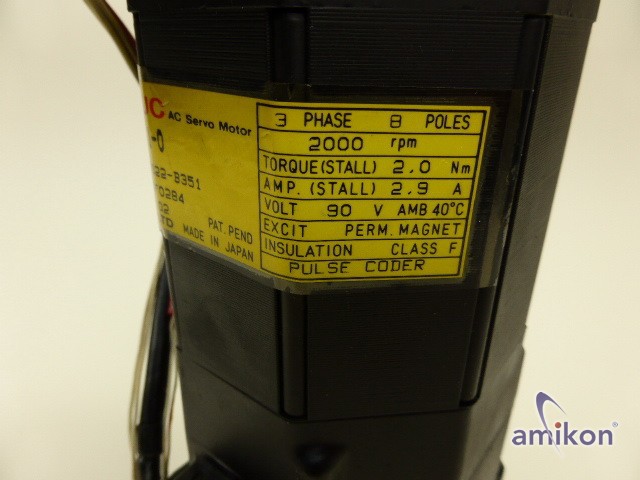 UC AC Servo Motor
-0
22-B351
0284
22
TD
PAT. PEND
MADE IN JAPAN
3 PHASE 8 POLES
2000 rpm
TORQUE(STALL) 2.0 Nm
AMP. (STALL) 2.9 A
VOLT 90 V AMB 40°C
EXCIT PERM. MAGNET
INSULATION CLASS F
PULSE CODER
amikon®